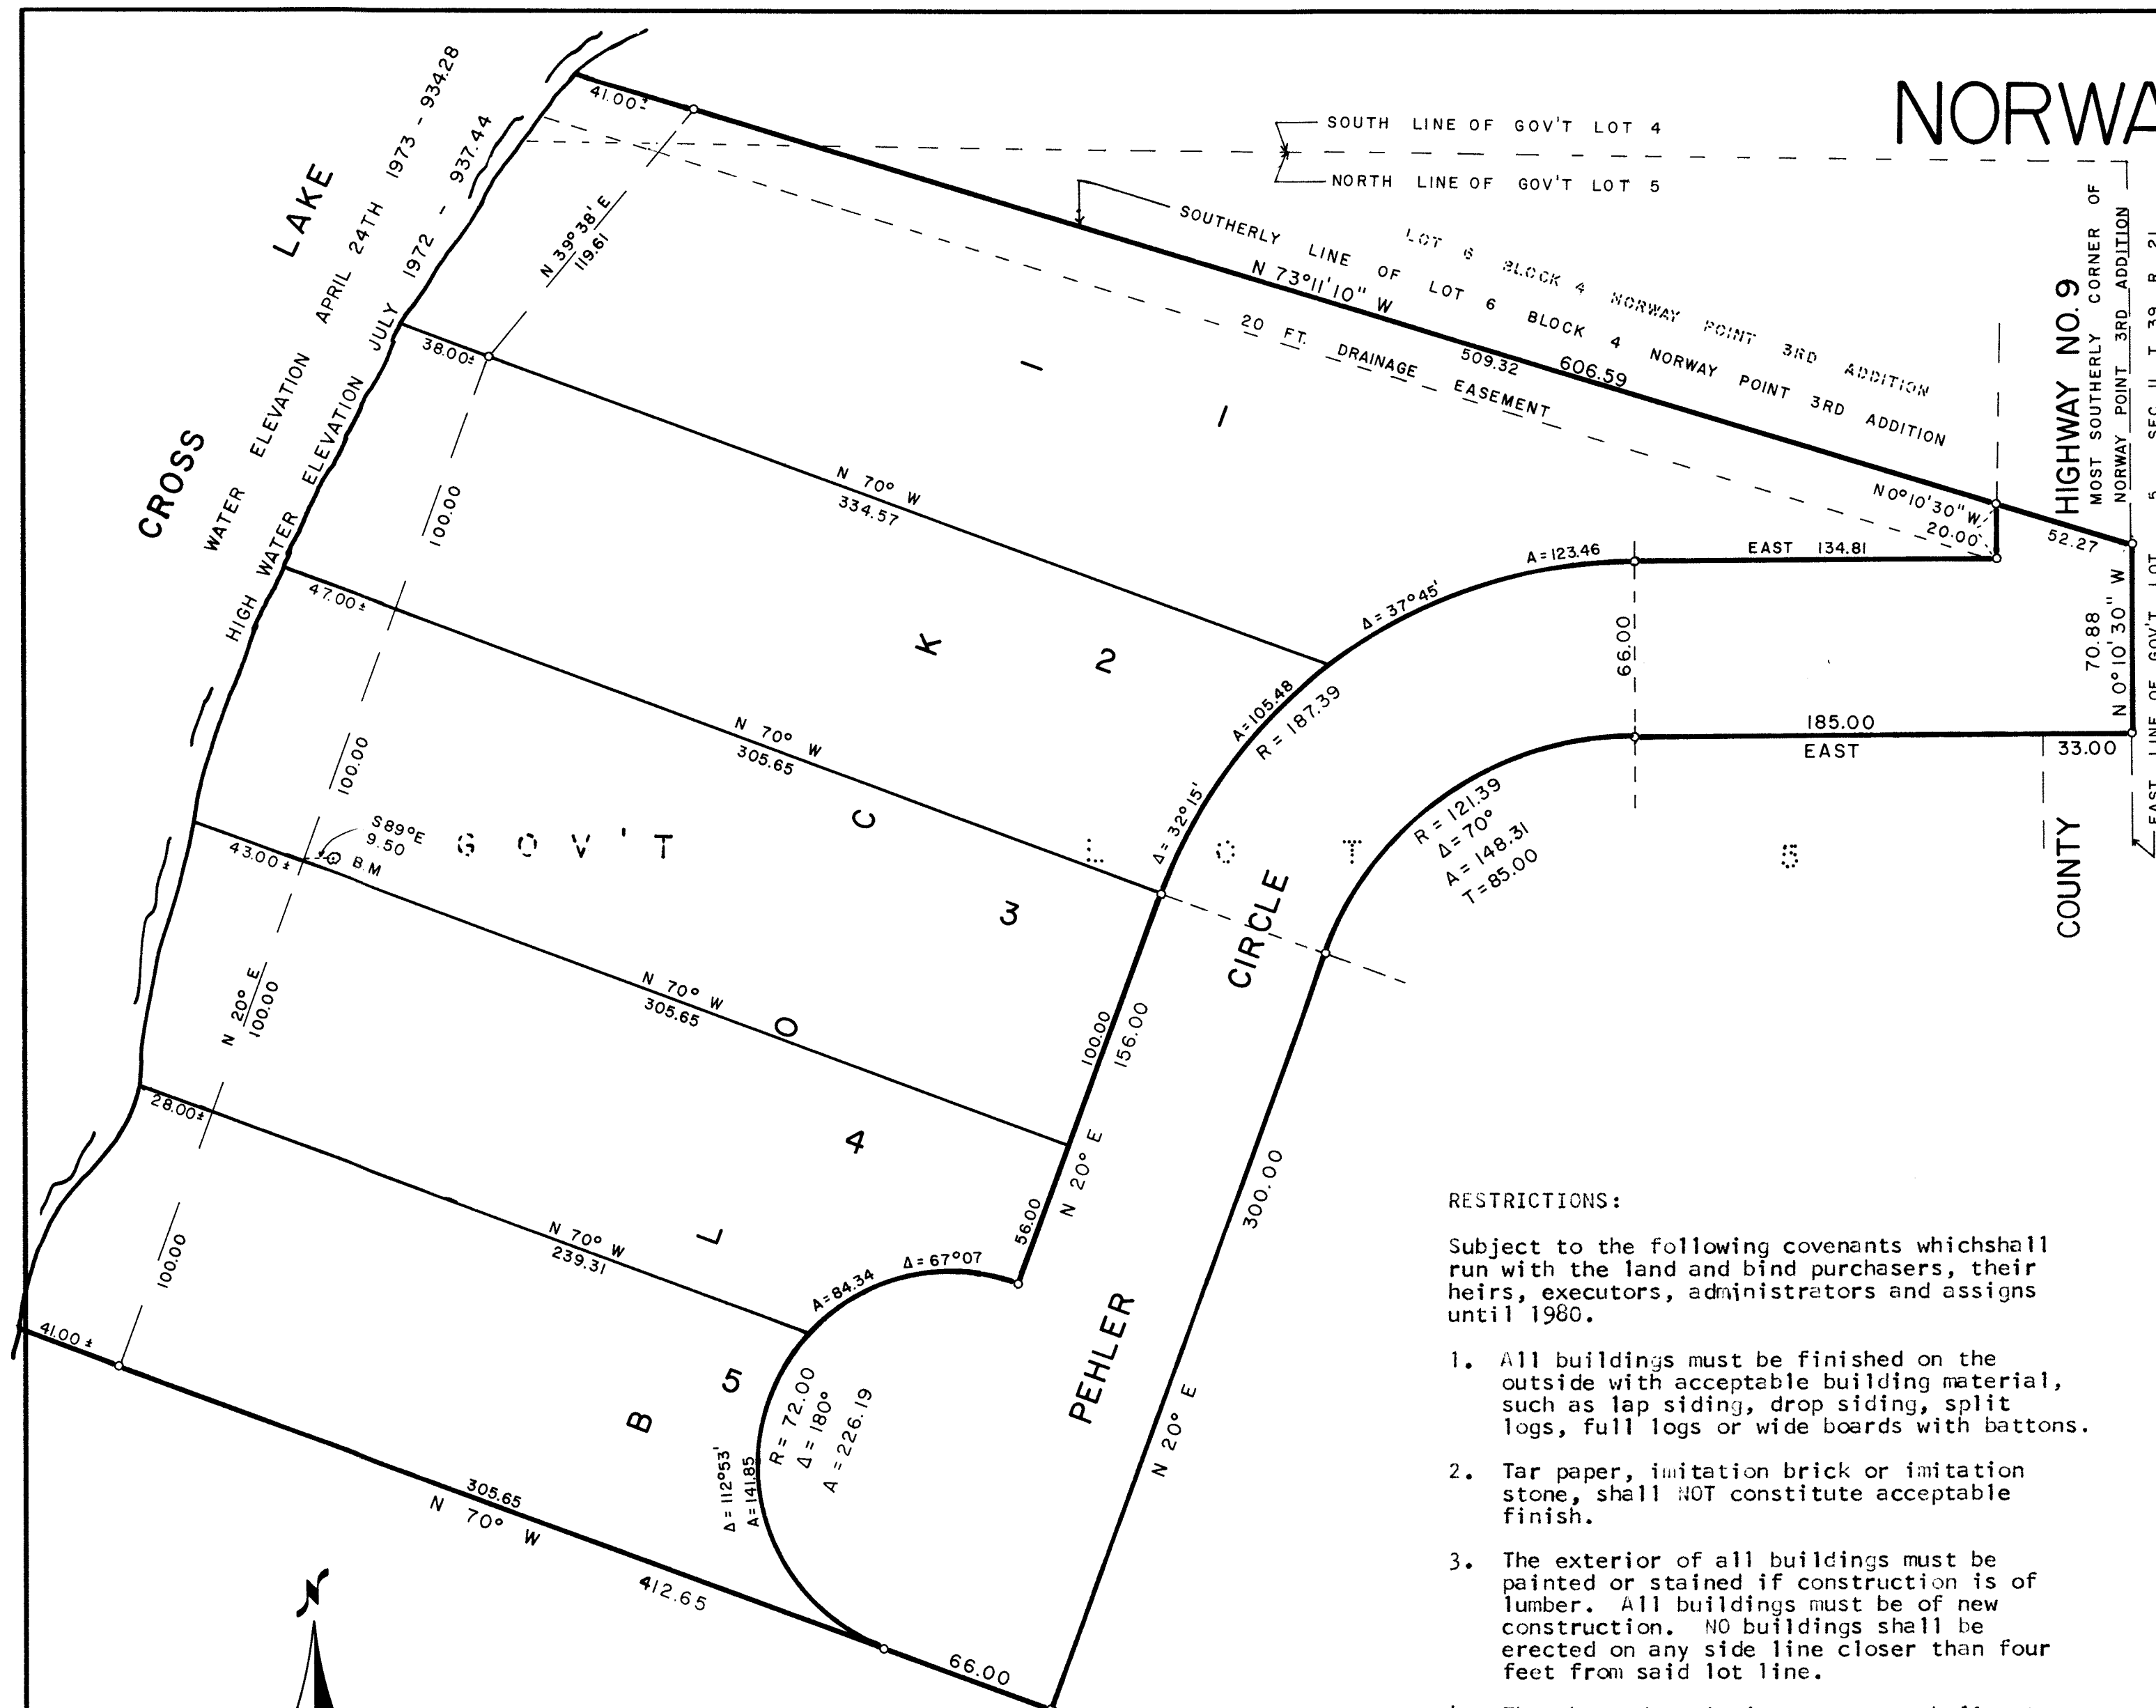 NORWA
41.00±
SOUTH LINE OF GOV'T LOT 4
NORTH LINE OF GOV'T LOT 5
SOUTHERLY LINE OF LOT 6 BLOCK 4 NORWAY POINT 3RD ADDITION
LOT 6 BLOCK 4 NORWAY POINT 3RD ADDITION
N 73°11'10" W
509.32
606.59
20 FT. DRAINAGE EASEMENT
CROSS LAKE
WATER ELEVATION APRIL 24TH 1973 - 934.28
HIGH WATER ELEVATION JULY 1972 - 937.44
N 39°38' E
119.61
HIGHWAY NO. 9
MOST SOUTHERLY CORNER OF
NORWAY POINT 3RD ADDITION
N 0°10'30" W
20.00
52.27
38.00±
1
1
N 70° W
334.57
100.00
A=123.46
EAST 134.81
Δ = 37°45'
66.00
70.88
N 0°10'30" W
EAST LINE OF GOV'T LOT 5 SEC 11 T 39 R 21
47.00±
K
2
N 70° W
305.65
A=105.48
R = 187.39
Δ = 32°15'
185.00
EAST
33.00
COUNTY
100.00
S89°E
9.50
B.M
43.00±
GOV'T LOT 5
C
3
R = 121.39
Δ= 70°
A = 148.31
T = 85.00
N 20° E
100.00
N 70° W
305.65
O
100.00
156.00
N 20° E
56.00
PEHLER CIRCLE
300.00
N 20° E
28.00±
4
L
N 70° W
239.31
Δ= 67°07
A= 84.34
100.00
41.00±
5
B
R = 72.00
Δ = 180°
A = 226.19
Δ = 112°53'
A= 141.85
305.65
N 70° W
412.65
66.00
N
RESTRICTIONS:
Subject to the following covenants whichshall
run with the land and bind purchasers, their
heirs, executors, administrators and assigns
until 1980.
1. All buildings must be finished on the
outside with acceptable building material,
such as lap siding, drop siding, split
logs, full logs or wide boards with battons.
2. Tar paper, imitation brick or imitation
stone, shall NOT constitute acceptable
finish.
3. The exterior of all buildings must be
painted or stained if construction is of
lumber. All buildings must be of new
construction. NO buildings shall be
erected on any side line closer than four
feet from said lot line.